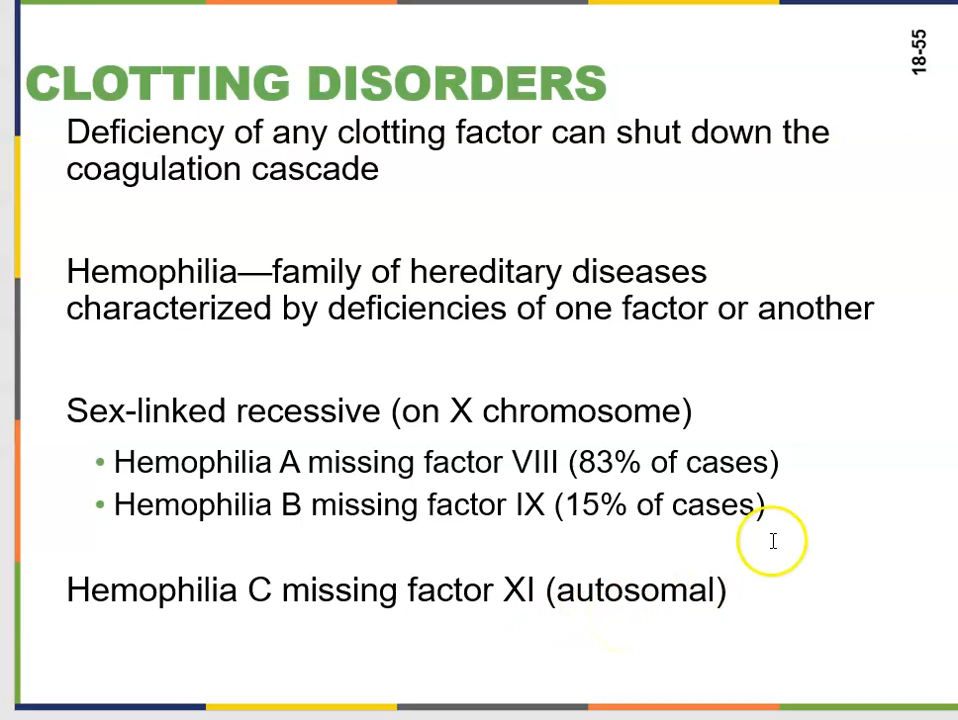 18-55
CLOTTING DISORDERS
Deficiency of any clotting factor can shut down the
coagulation cascade
Hemophilia—family of hereditary diseases
characterized by deficiencies of one factor or another
Sex-linked recessive (on X chromosome)
• Hemophilia A missing factor VIII (83% of cases)
• Hemophilia B missing factor IX (15% of cases)
Hemophilia C missing factor XI (autosomal)